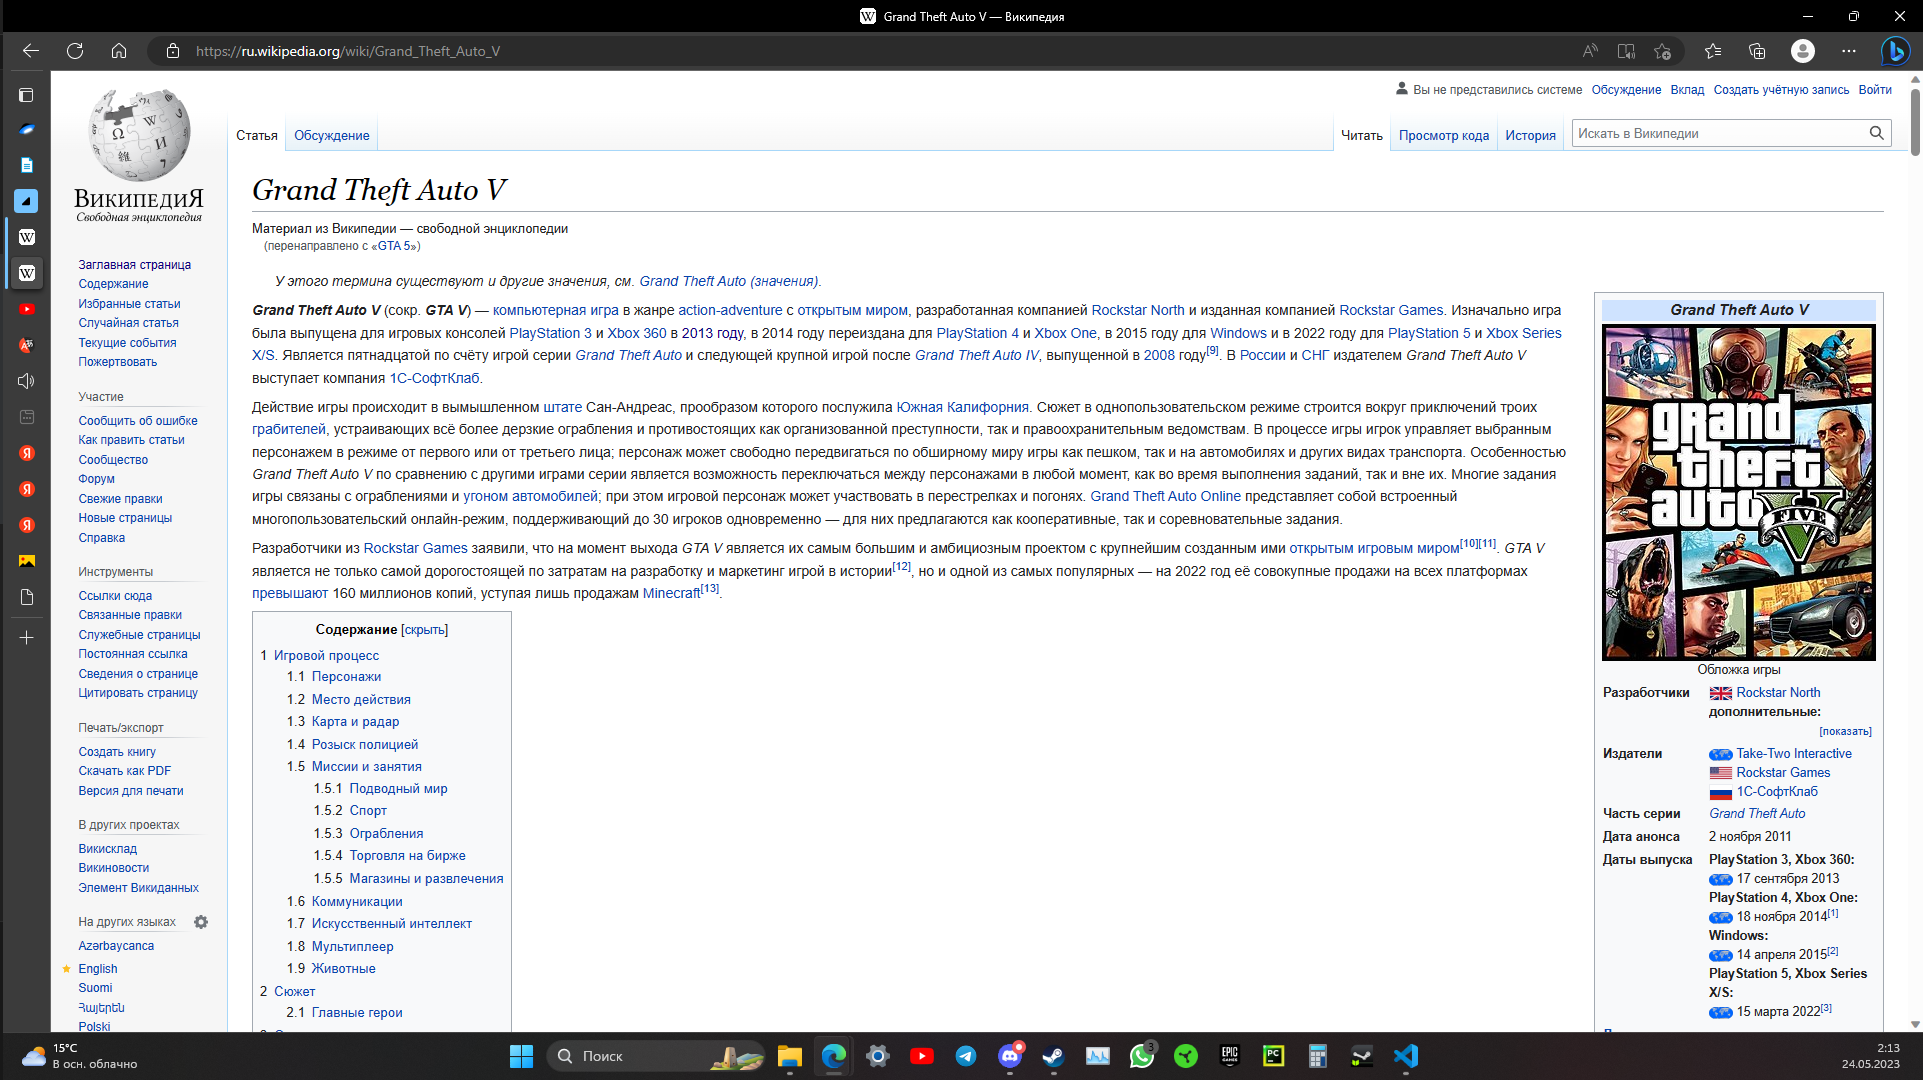 Grand Theft Auto V — Википедия
https://ru.wikipedia.org/wiki/Grand_Theft_Auto_V
Вы не представились системе Обсуждение Вклад Создать учётную запись Войти
Статья Обсуждение Читать Просмотр кода История Искать в Википедии
ВикипедиЯ
Свободная энциклопедия
Заглавная страница
Содержание
Избранные статьи
Случайная статья
Текущие события
Пожертвовать
Участие
Сообщить об ошибке
Как править статьи
Сообщество
Форум
Свежие правки
Новые страницы
Справка
Инструменты
Ссылки сюда
Связанные правки
Служебные страницы
Постоянная ссылка
Сведения о странице
Цитировать страницу
Печать/экспорт
Создать книгу
Скачать как PDF
Версия для печати
В других проектах
Викисклад
Викиновости
Элемент Викиданных
На других языках
Azərbaycanca
English
Suomi
Հայերեն
Polski
Grand Theft Auto V
Материал из Википедии — свободной энциклопедии
(перенаправлено с «GTA 5»)
У этого термина существуют и другие значения, см. Grand Theft Auto (значения).
Grand Theft Auto V (сокр. GTA V) — компьютерная игра в жанре action-adventure с открытым миром, разработанная компанией Rockstar North и изданная компанией Rockstar Games. Изначально игра
была выпущена для игровых консолей PlayStation 3 и Xbox 360 в 2013 году, в 2014 году переиздана для PlayStation 4 и Xbox One, в 2015 году для Windows и в 2022 году для PlayStation 5 и Xbox Series
X/S. Является пятнадцатой по счёту игрой серии Grand Theft Auto и следующей крупной игрой после Grand Theft Auto IV, выпущенной в 2008 году[9]. В России и СНГ издателем Grand Theft Auto V
выступает компания 1С-СофтКлаб.
Действие игры происходит в вымышленном штате Сан-Андреас, прообразом которого послужила Южная Калифорния. Сюжет в однопользовательском режиме строится вокруг приключений троих
грабителей, устраивающих всё более дерзкие ограбления и противостоящих как организованной преступности, так и правоохранительным ведомствам. В процессе игры игрок управляет выбранным
персонажем в режиме от первого или от третьего лица; персонаж может свободно передвигаться по обширному миру игры как пешком, так и на автомобилях и других видах транспорта. Особенностью
Grand Theft Auto V по сравнению с другими играми серии является возможность переключаться между персонажами в любой момент, как во время выполнения заданий, так и вне их. Многие задания
игры связаны с ограблениями и угоном автомобилей; при этом игровой персонаж может участвовать в перестрелках и погонях. Grand Theft Auto Online представляет собой встроенный
многопользовательский онлайн-режим, поддерживающий до 30 игроков одновременно — для них предлагаются как кооперативные, так и соревновательные задания.
Разработчики из Rockstar Games заявили, что на момент выхода GTA V является их самым большим и амбициозным проектом с крупнейшим созданным ими открытым игровым миром[10][11]. GTA V
является не только самой дорогостоящей по затратам на разработку и маркетинг игрой в истории[12], но и одной из самых популярных — на 2022 год её совокупные продажи на всех платформах
превышают 160 миллионов копий, уступая лишь продажам Minecraft[13].
Содержание [скрыть]
1 Игровой процесс
1.1 Персонажи
1.2 Место действия
1.3 Карта и радар
1.4 Розыск полицией
1.5 Миссии и занятия
1.5.1 Подводный мир
1.5.2 Спорт
1.5.3 Ограбления
1.5.4 Торговля на бирже
1.5.5 Магазины и развлечения
1.6 Коммуникации
1.7 Искусственный интеллект
1.8 Мультиплеер
1.9 Животные
2 Сюжет
2.1 Главные герои
Grand Theft Auto V
grand
theft
auto V
FIVE
Обложка игры
Разработчики Rockstar North
дополнительные:
[показать]
Издатели Take-Two Interactive
Rockstar Games
1С-СофтКлаб
Часть серии Grand Theft Auto
Дата анонса 2 ноября 2011
Даты выпуска PlayStation 3, Xbox 360:
17 сентября 2013
PlayStation 4, Xbox One:
18 ноября 2014[1]
Windows:
14 апреля 2015[2]
PlayStation 5, Xbox Series
X/S:
15 марта 2022[3]
15°C
В осн. облачно
Поиск
3
EPIC
GAMES
PC
2:13
24.05.2023